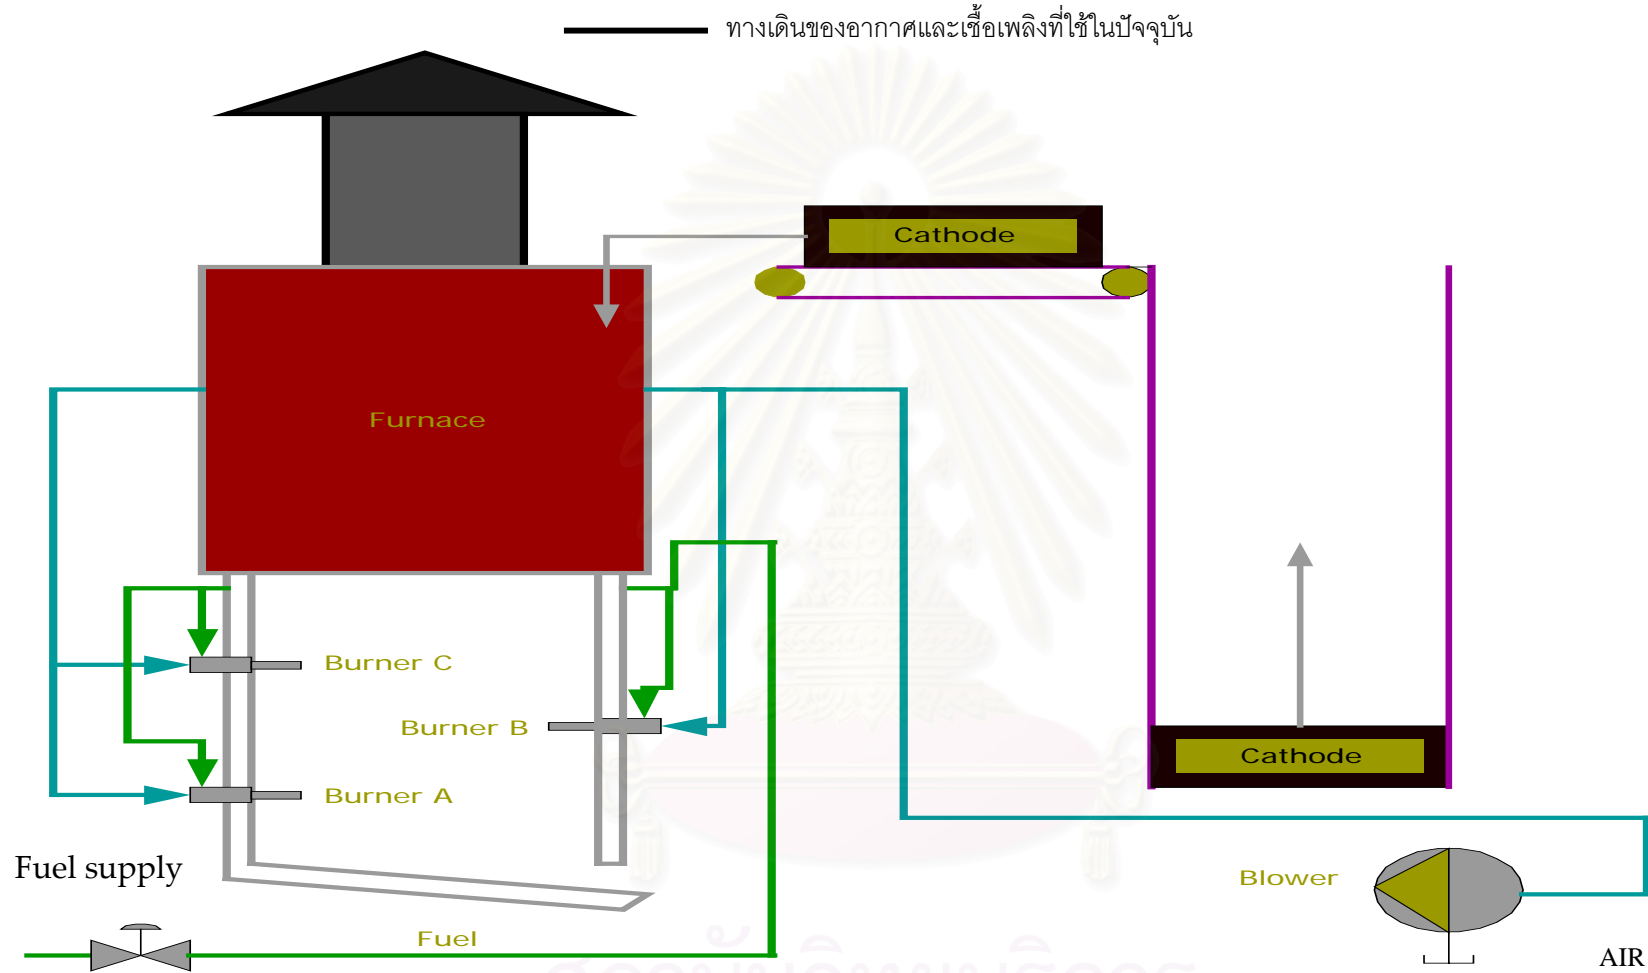 ทางเดินของอากาศและเชื้อเพลิงที่ใช้ในปัจจุบัน
Cathode
Furnace
Burner C
Burner B
Cathode
Burner A
Fuel supply
Blower
Fuel
AIR